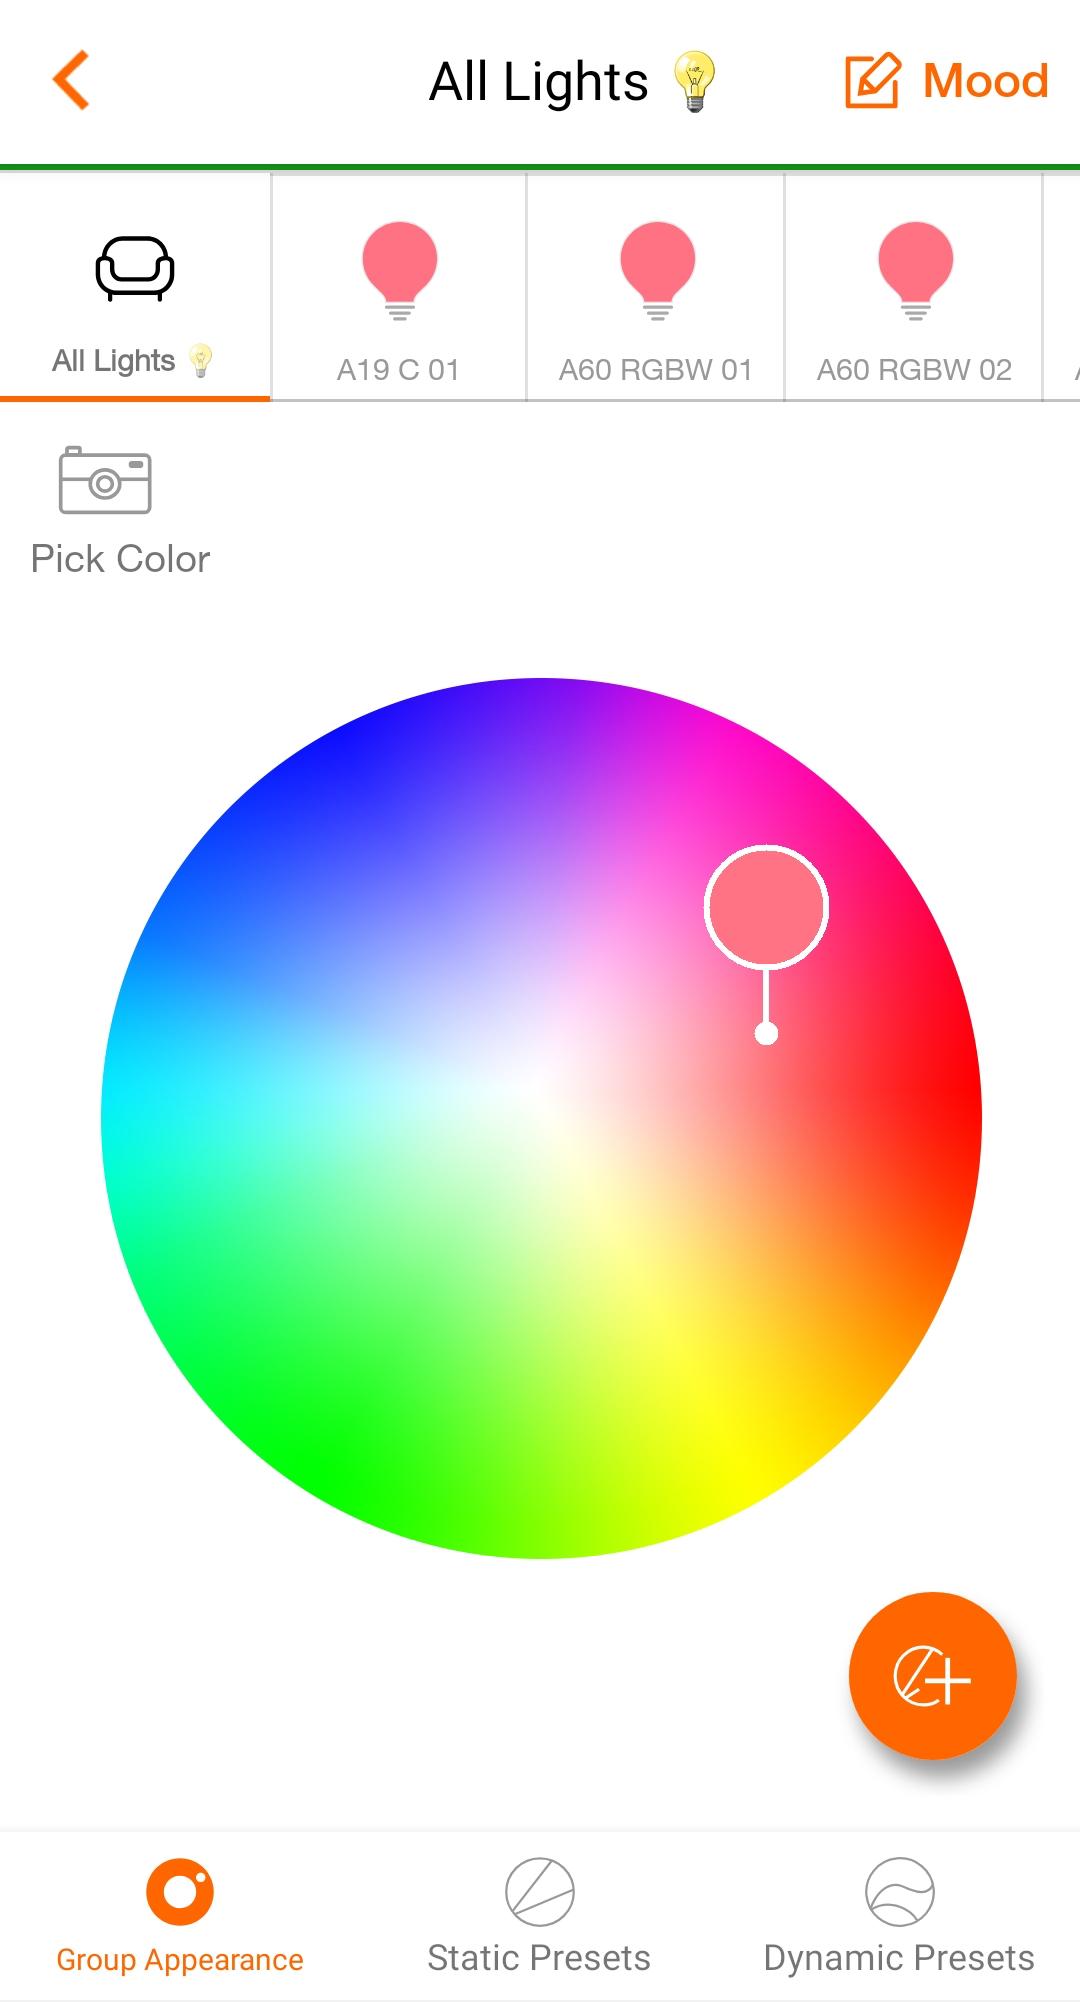 All Lights 💡
Mood
All Lights 💡
A19 C 01
A60 RGBW 01
A60 RGBW 02
Pick Color
Group Appearance
Static Presets
Dynamic Presets